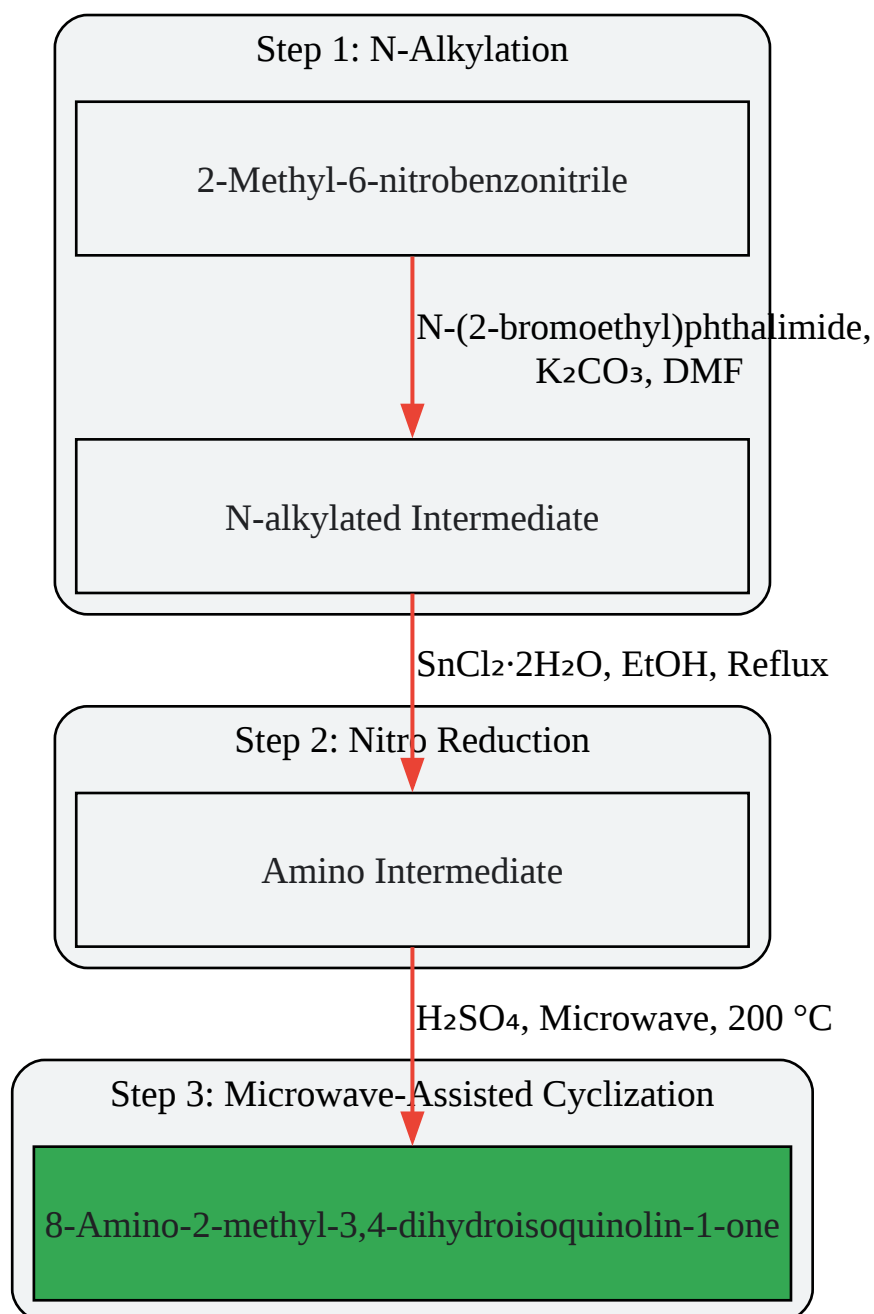 Step 1: N-Alkylation
2-Methyl-6-nitrobenzonitrile
N-(2-bromoethyl)phthalimide,
K₂CO₃, DMF
N-alkylated Intermediate
SnCl₂·2H₂O, EtOH, Reflux
Step 2: Nitro Reduction
Amino Intermediate
H₂SO₄, Microwave, 200 °C
Step 3: Microwave-Assisted Cyclization
8-Amino-2-methyl-3,4-dihydroisoquinolin-1-one